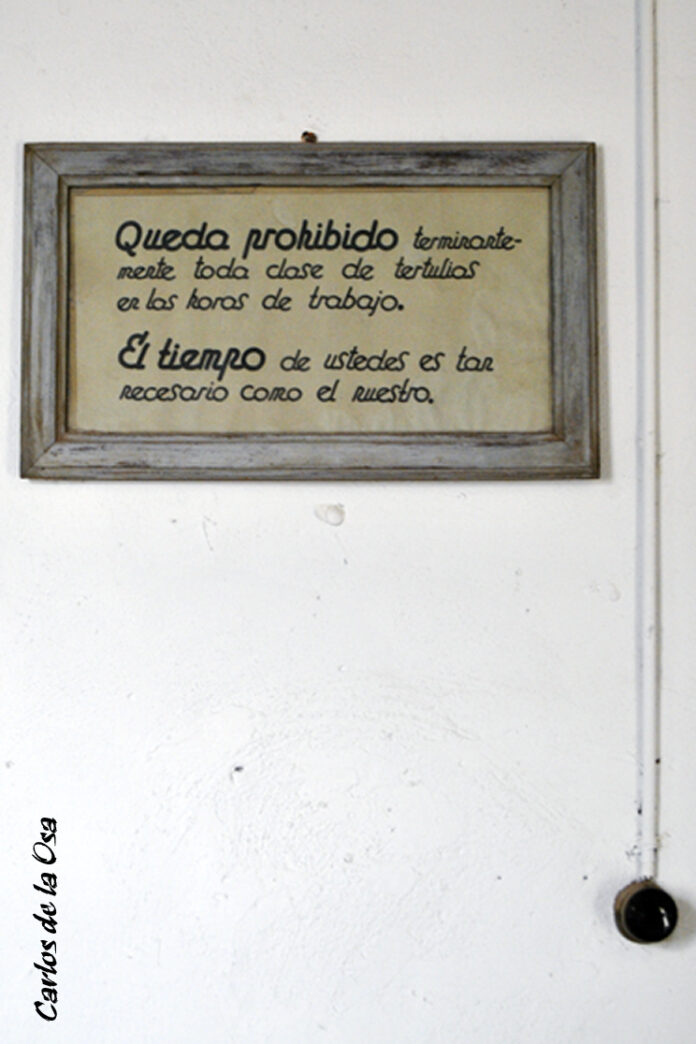 Queda prohibido terminante-
mente toda clase de tertulias
en las horas de trabajo.
El tiempo de ustedes es tan
necesario como el nuestro.
Carlos de la Osa